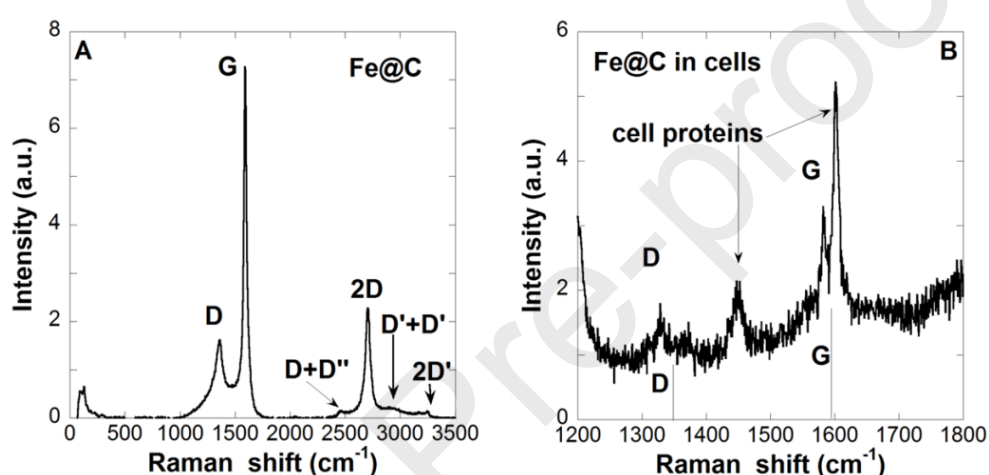 A
Fe@C
G
D
2D
D+D''
D'+D'
2D'
8
6
4
2
0
0 500 1000 1500 2000 2500 3000 3500
Intensity (a.u.)
Raman shift (cm-1)
B
Fe@C in cells
cell proteins
G
D
D
G
6
4
2
0
1200 1300 1400 1500 1600 1700 1800
Intensity (a.u.)
Raman shift (cm-1)
Pre-proo